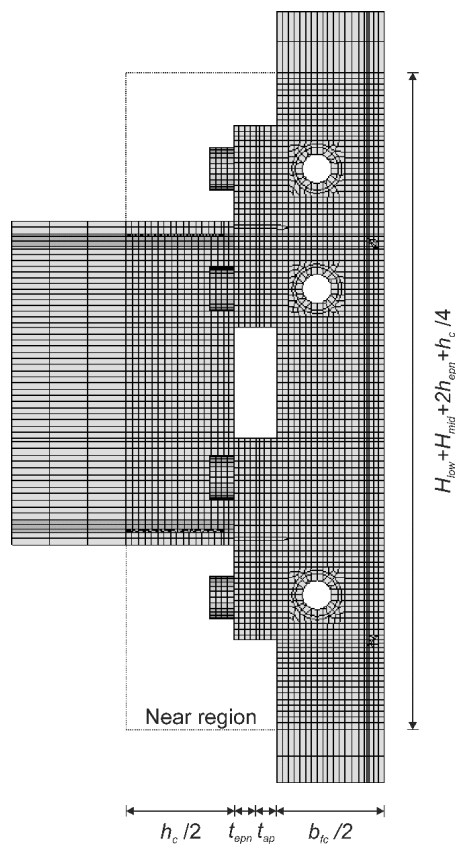 H_low + H_mid + 2h_epn + h_c /4
Near region
h_c /2 t_epn t_ap b_fc /2